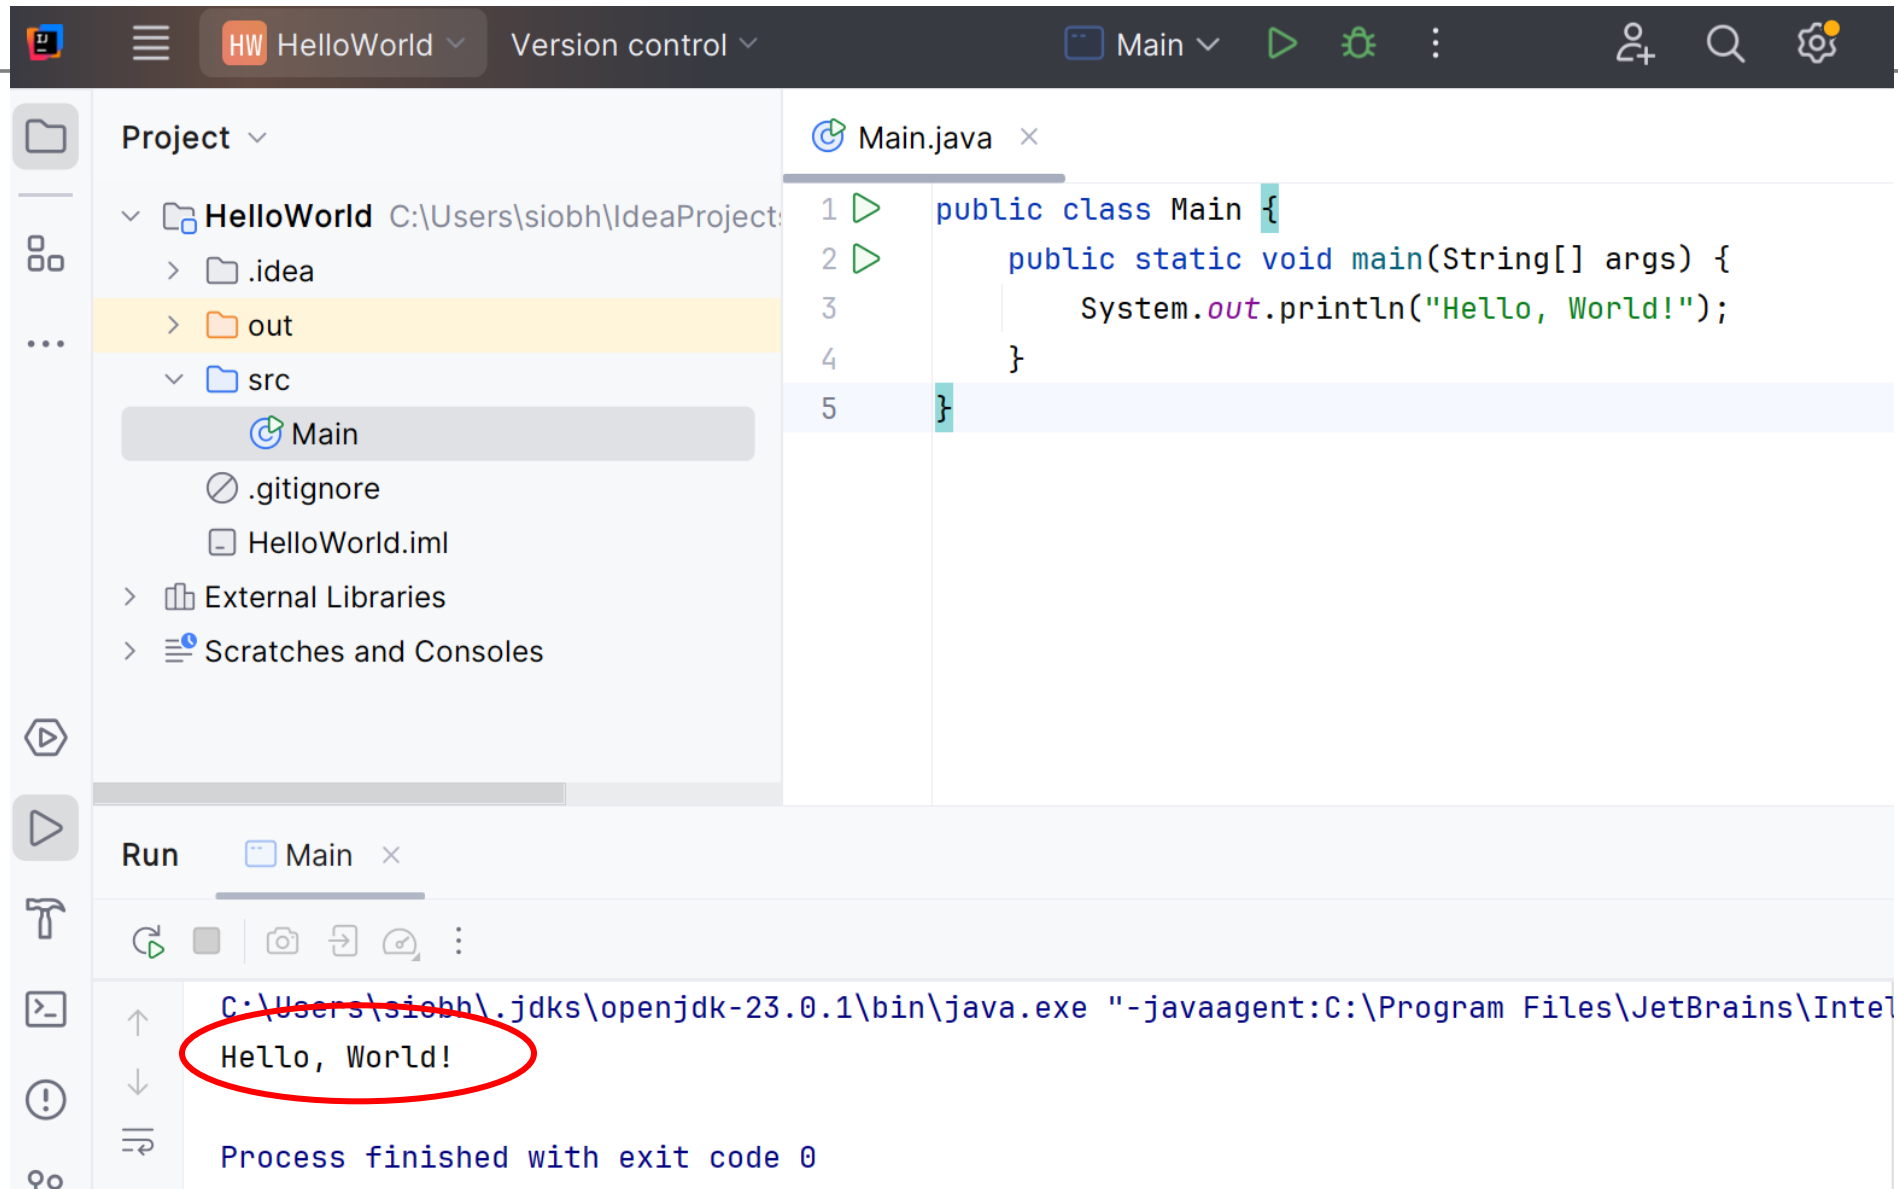 HW HelloWorld Version control Main
Project
Main.java
HelloWorld C:\Users\siobh\IdeaProject
.idea
out
src
Main
.gitignore
HelloWorld.iml
External Libraries
Scratches and Consoles
1 public class Main {
2 public static void main(String[] args) {
3 System.out.println("Hello, World!");
4 }
5 }
Run Main
C:\Users\siobh\.jdks\openjdk-23.0.1\bin\java.exe "-javaagent:C:\Program Files\JetBrains\Intel
Hello, World!
Process finished with exit code 0